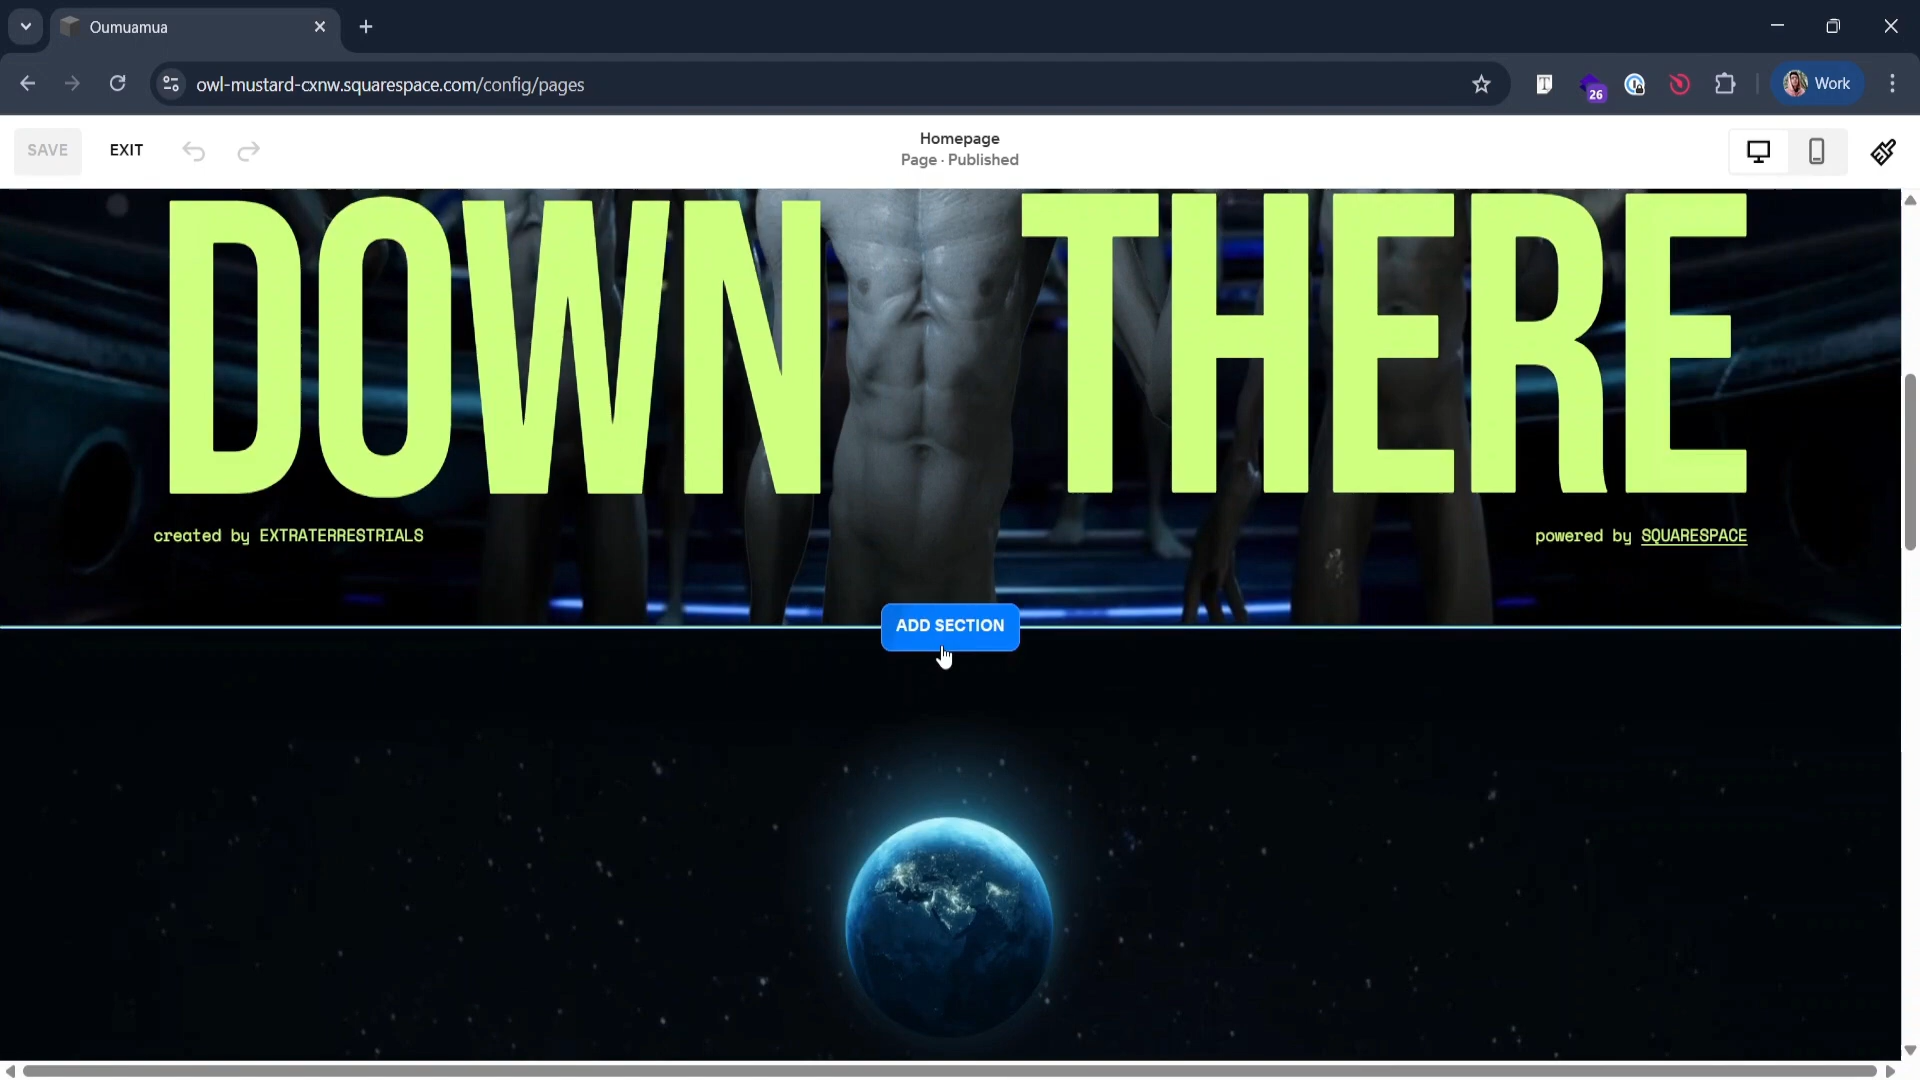 Oumuamua
owl-mustard-cxnw.squarespace.com/config/pages
26
Work
SAVE
EXIT
Homepage
Page · Published
DOWN THERE
created by EXTRATERRESTRIALS
powered by SQUARESPACE
ADD SECTION